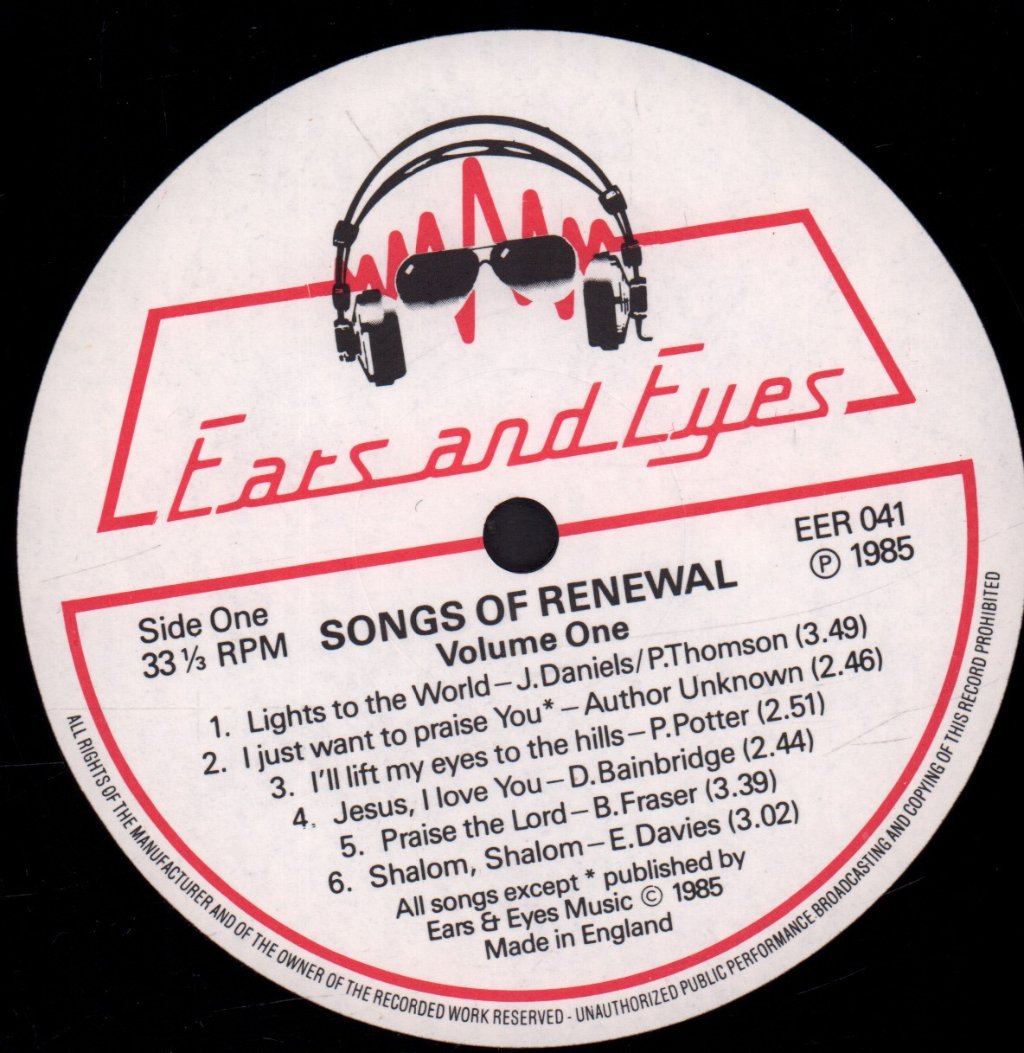 Ears and Eyes
EER 041
Ⓟ 1985
Side One
33 ⅓ RPM
SONGS OF RENEWAL
Volume One
1. Lights to the World – J.Daniels/P.Thomson (3.49)
2. I just want to praise You* – Author Unknown (2.46)
3. I'll lift my eyes to the hills – P.Potter (2.51)
4. Jesus, I love You – D.Bainbridge (2.44)
5. Praise the Lord – B.Fraser (3.39)
6. Shalom, Shalom – E.Davies (3.02)
All songs except * published by
Ears & Eyes Music © 1985
Made in England
ALL RIGHTS OF THE MANUFACTURER AND OF THE OWNER OF THE RECORDED WORK RESERVED - UNAUTHORIZED PUBLIC PERFORMANCE BROADCASTING AND COPYING OF THIS RECORD PROHIBITED